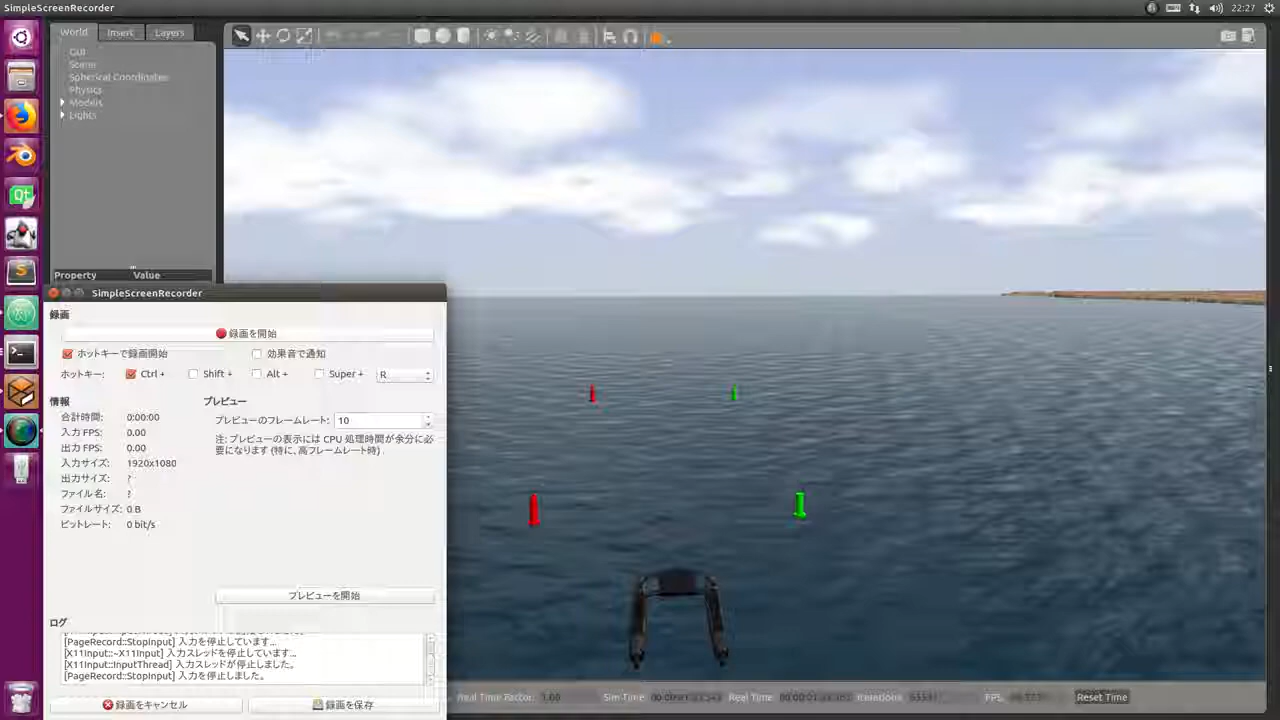 SimpleScreenRecorder
22:27
World Insert Layers
GUI
Scene
Spherical Coordinates
Physics
Models
Lights
Property Value
SimpleScreenRecorder
録画
録画を開始
ホットキーで録画開始 効果音で通知
ホットキー: Ctrl + Shift + Alt + Super + R
情報 プレビュー
合計時間: 0:00:00
プレビューのフレームレート: 10
入力 FPS: 0.00
注: プレビューの表示には CPU 処理時間が余分に必
要になります (特に、高フレームレート時)
出力 FPS: 0.00
入力サイズ: 1920x1080
出力サイズ: ?
ファイル名: ?
ファイルサイズ: 0 B
ビットレート: 0 bit/s
プレビューを開始
ログ
[PageRecord::StopInput] 入力を停止しています...
[X11Input::~X11Input] 入力スレッドを停止しています...
[X11Input::InputThread] 入力スレッドが停止しました。
[PageRecord::StopInput] 入力を停止しました。
録画をキャンセル 録画を保存
Real Time Factor: 1.00 Sim Time: Real Time: Iterations: FPS: Reset Time